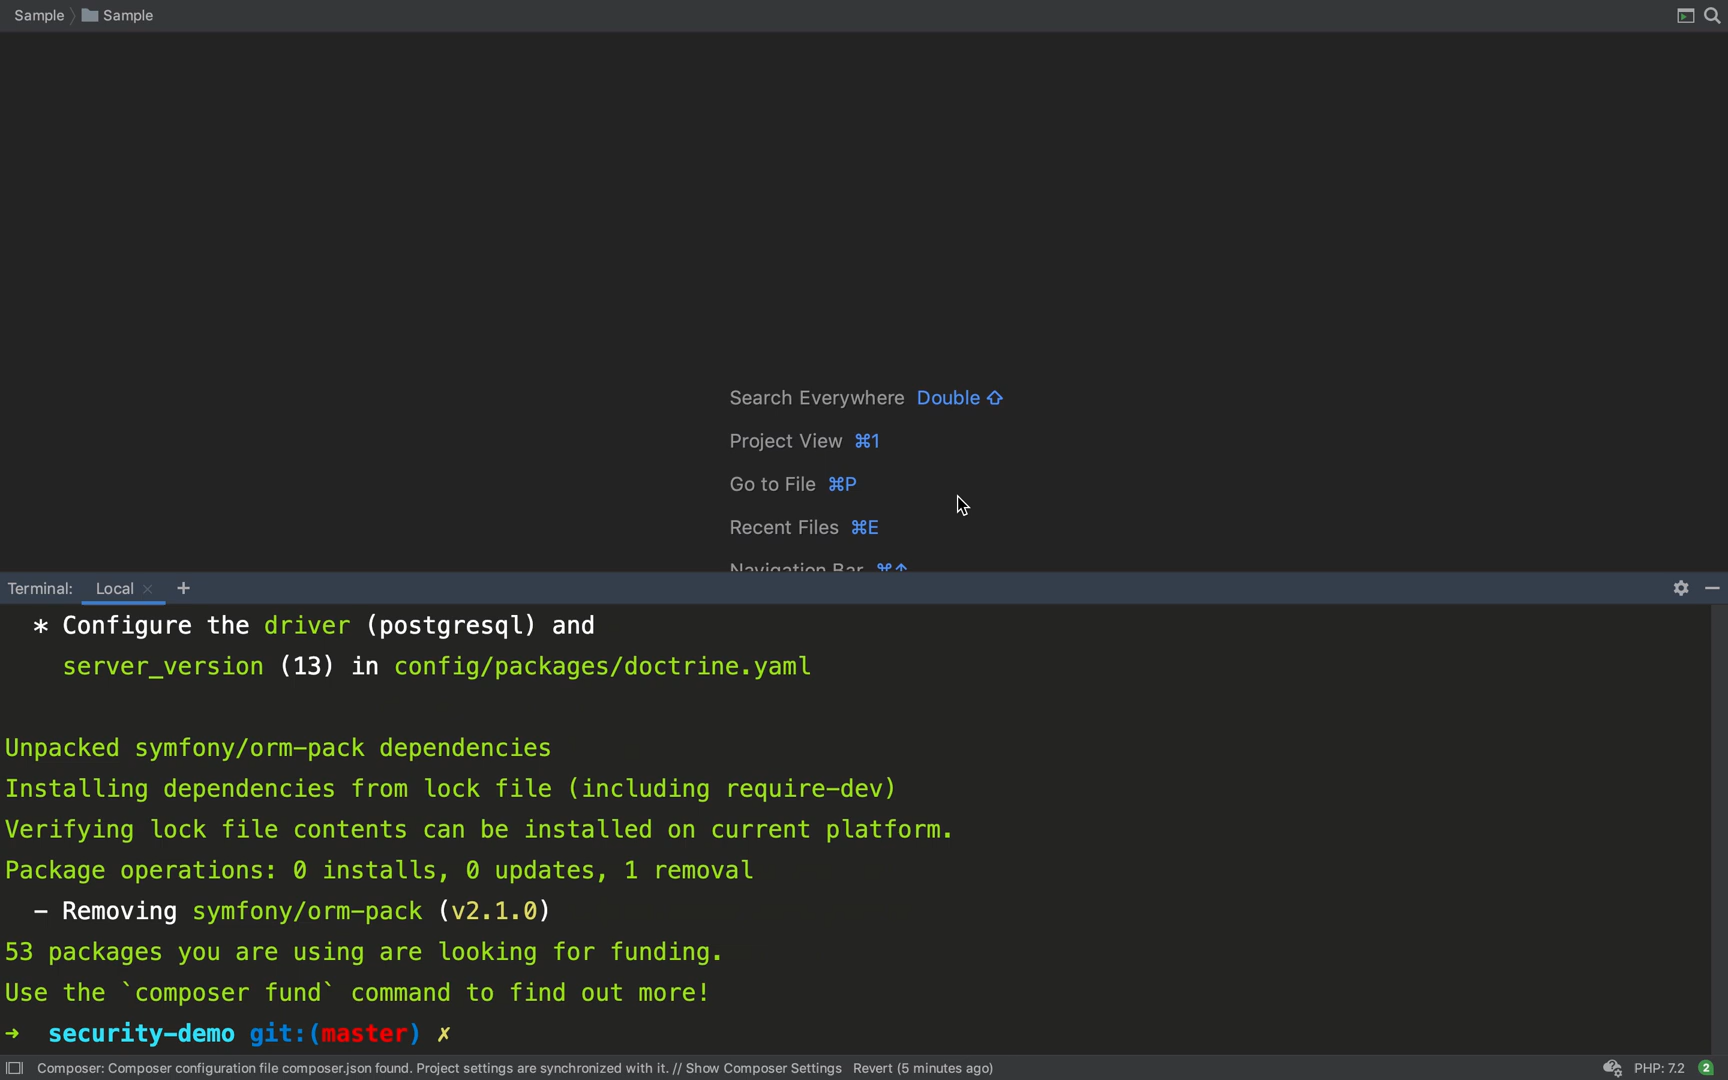 Sample Sample
Search Everywhere Double ⇧
Project View ⌘1
Go to File ⌘P
Recent Files ⌘E
Navigation Bar ⌘↑
Terminal: Local × +
* Configure the driver (postgresql) and
server_version (13) in config/packages/doctrine.yaml
Unpacked symfony/orm-pack dependencies
Installing dependencies from lock file (including require-dev)
Verifying lock file contents can be installed on current platform.
Package operations: 0 installs, 0 updates, 1 removal
- Removing symfony/orm-pack (v2.1.0)
53 packages you are using are looking for funding.
Use the `composer fund` command to find out more!
→ security-demo git:(master) ✗
Composer: Composer configuration file composer.json found. Project settings are synchronized with it. // Show Composer Settings Revert (5 minutes ago) PHP: 7.2 2